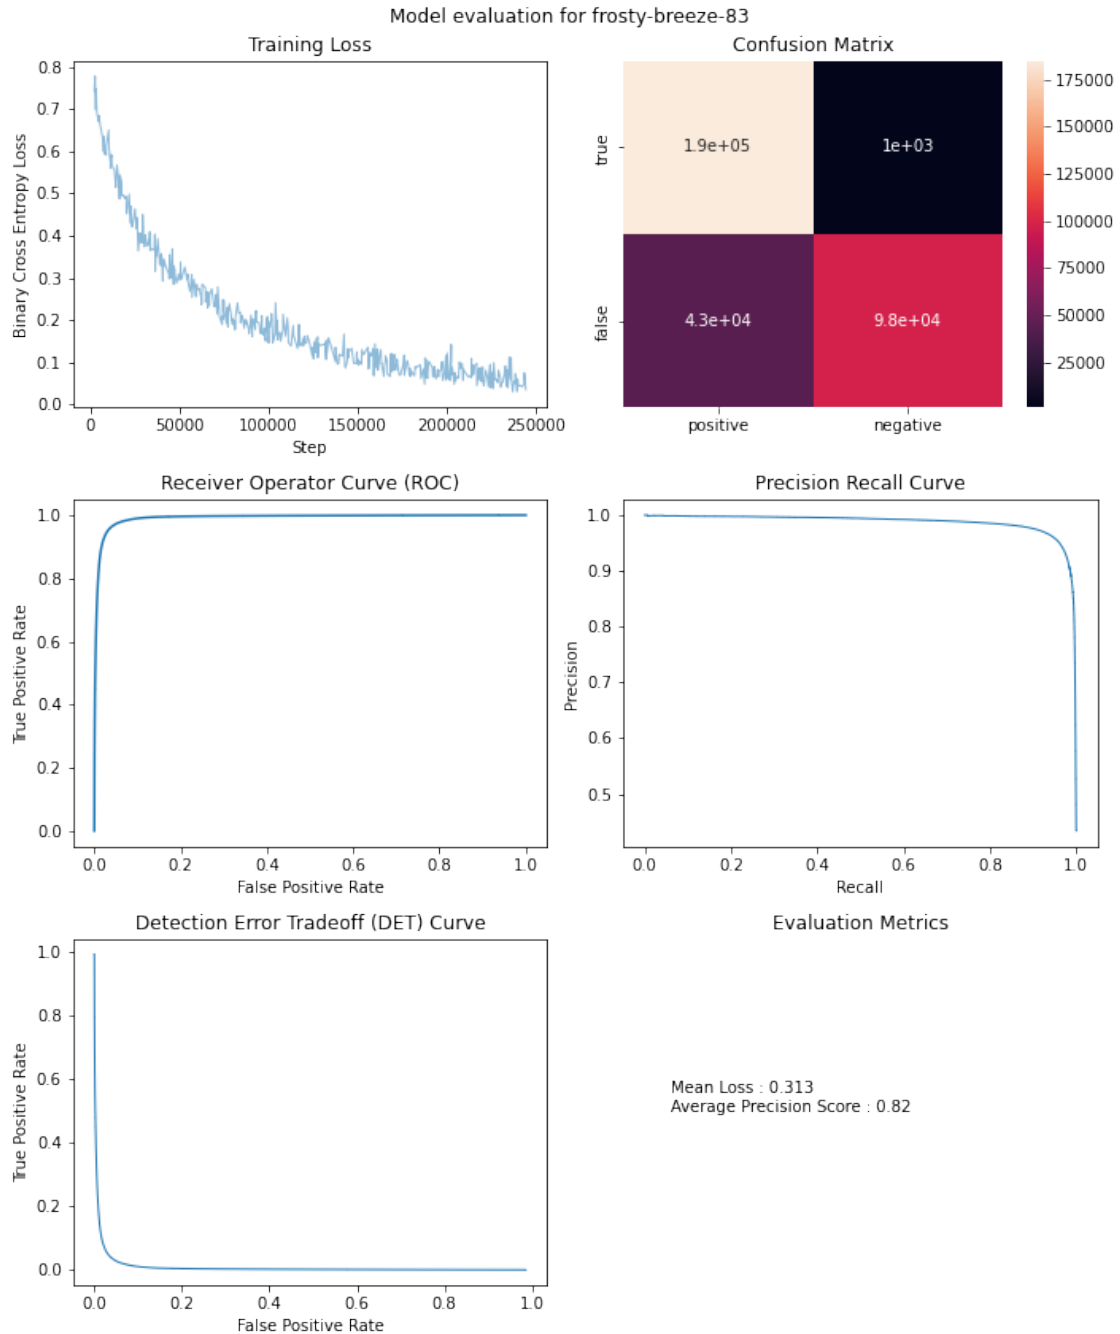 Model evaluation for frosty-breeze-83
Training Loss
Binary Cross Entropy Loss
0.8
0.7
0.6
0.5
0.4
0.3
0.2
0.1
0.0
0 50000 100000 150000 200000 250000
Step
Confusion Matrix
true
false
1.9e+05 1e+03
4.3e+04 9.8e+04
positive negative
175000
150000
125000
100000
75000
50000
25000
Receiver Operator Curve (ROC)
True Positive Rate
1.0
0.8
0.6
0.4
0.2
0.0
0.0 0.2 0.4 0.6 0.8 1.0
False Positive Rate
Precision Recall Curve
Precision
1.0
0.9
0.8
0.7
0.6
0.5
0.0 0.2 0.4 0.6 0.8 1.0
Recall
Detection Error Tradeoff (DET) Curve
True Positive Rate
1.0
0.8
0.6
0.4
0.2
0.0
0.0 0.2 0.4 0.6 0.8 1.0
False Positive Rate
Evaluation Metrics
Mean Loss : 0.313
Average Precision Score : 0.82